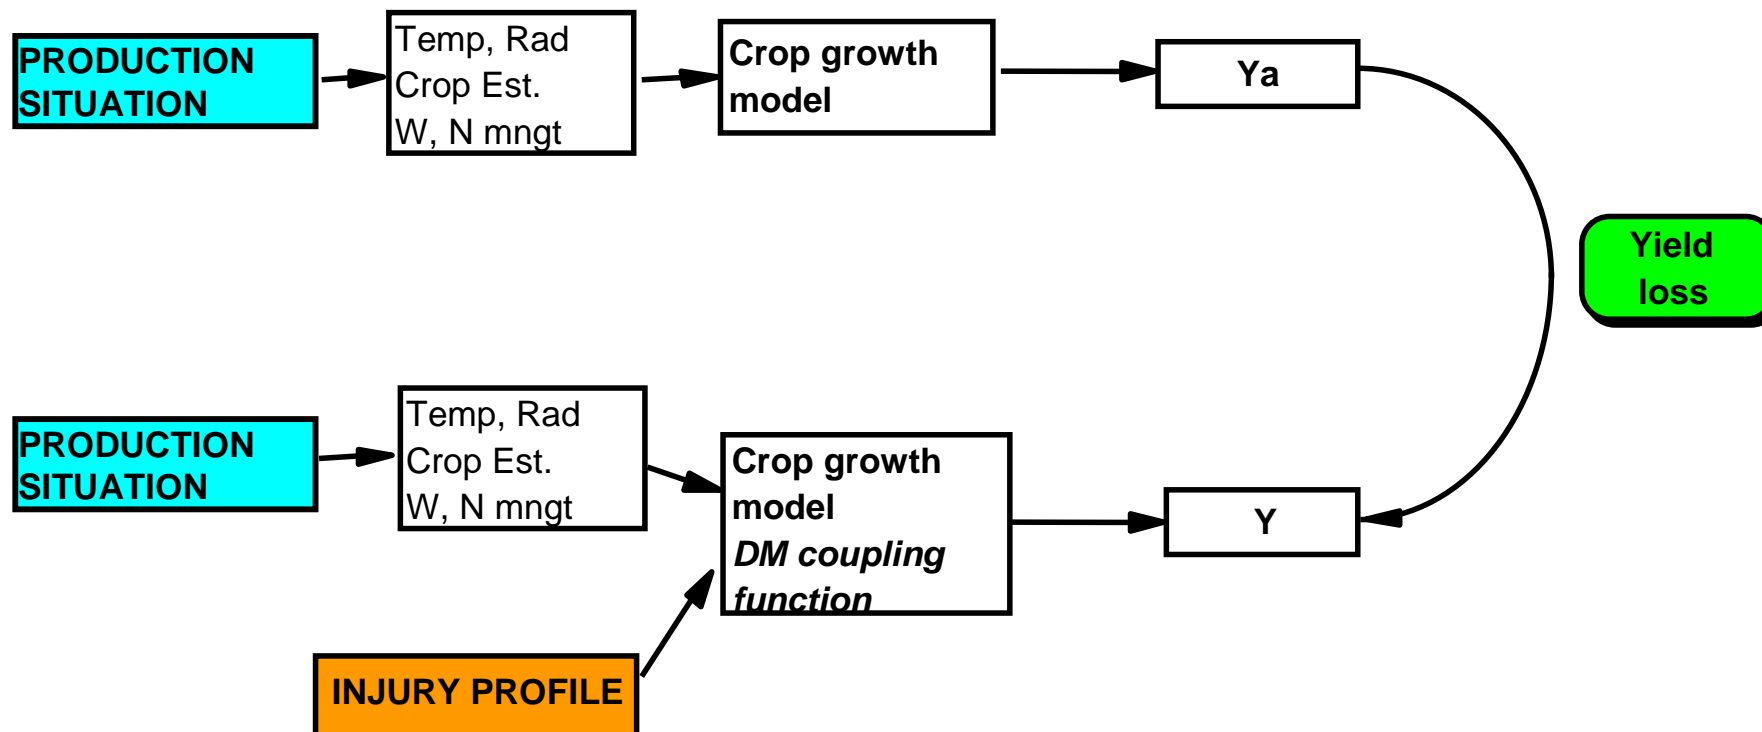 PRODUCTION
SITUATION
Temp, Rad
Crop Est.
W, N mngt
Crop growth
model
Ya
Yield
loss
PRODUCTION
SITUATION
Temp, Rad
Crop Est.
W, N mngt
Crop growth
model
DM coupling
function
Y
INJURY PROFILE